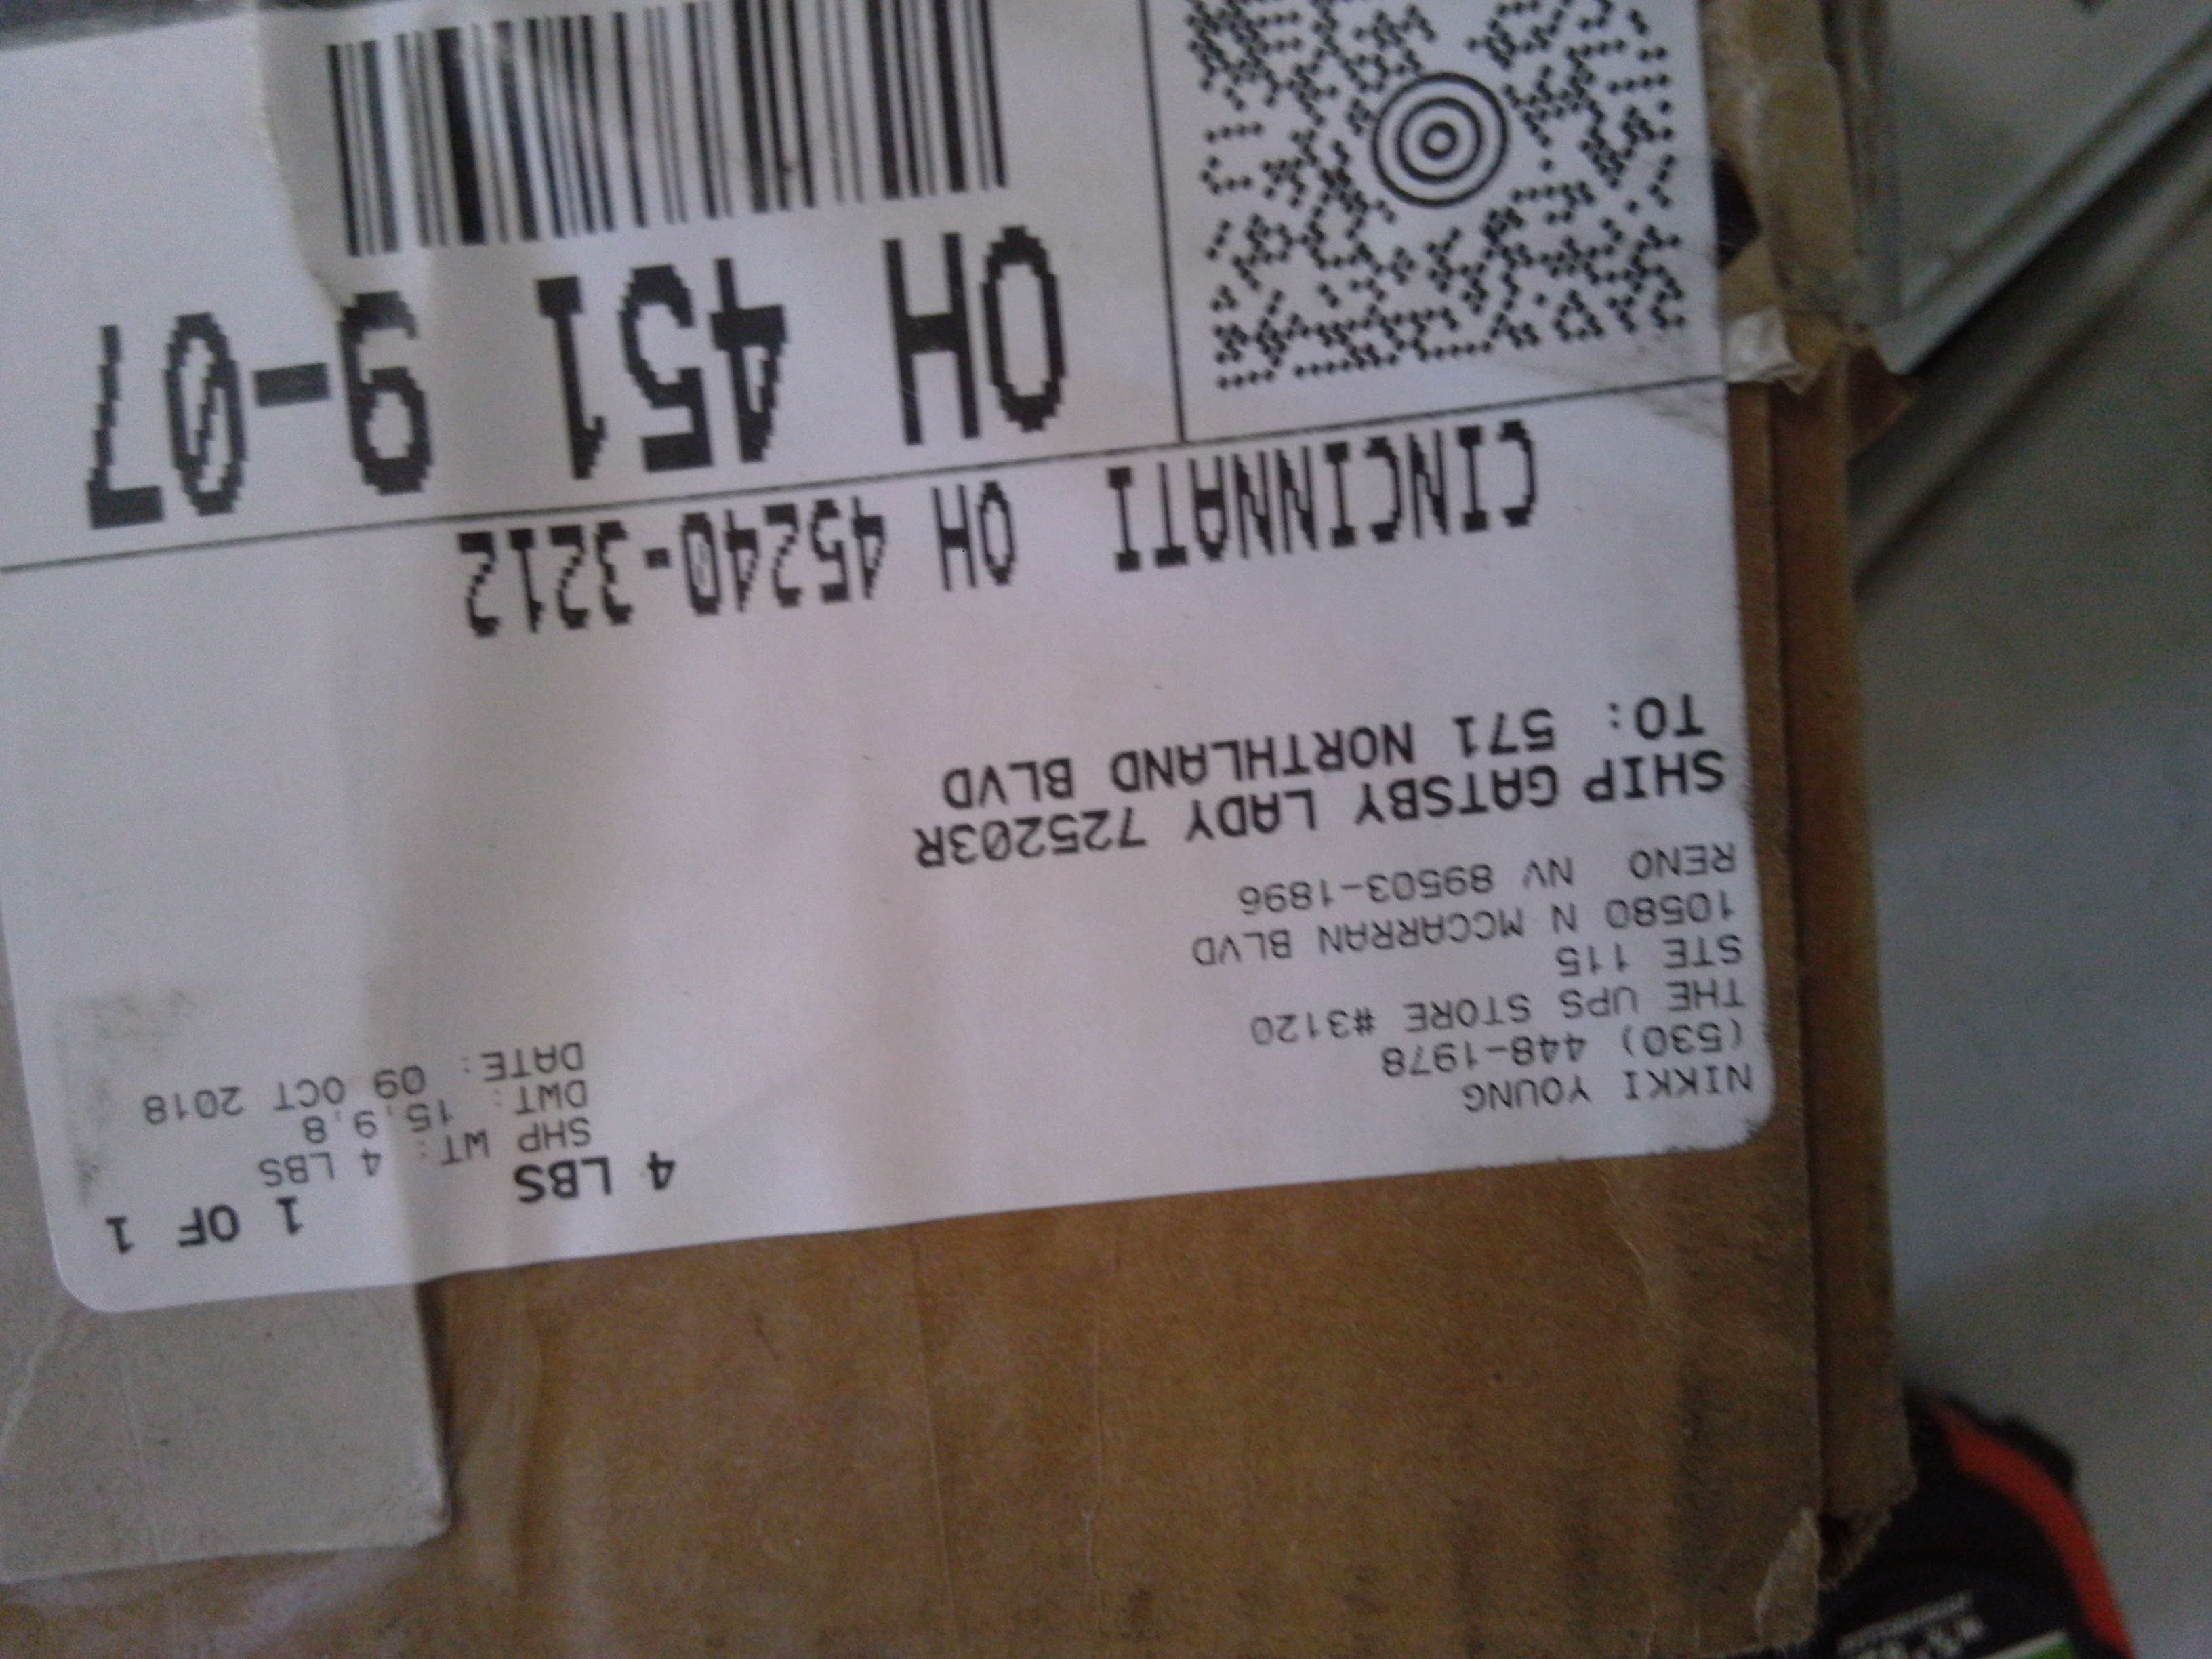 NIKKI YOUNG
(530) 448-1978
THE UPS STORE #3120
STE 115
10580 N MCCARRAN BLVD
RENO NV 89503-1896
4 LBS
1 OF 1
SHP WT: 4 LBS
DWT: 15,9,8
DATE: 09 OCT 2018
SHIP GATSBY LADY 725203R
TO: 571 NORTHLAND BLVD
CINCINNATI OH 45240-3212
OH 451 9-07